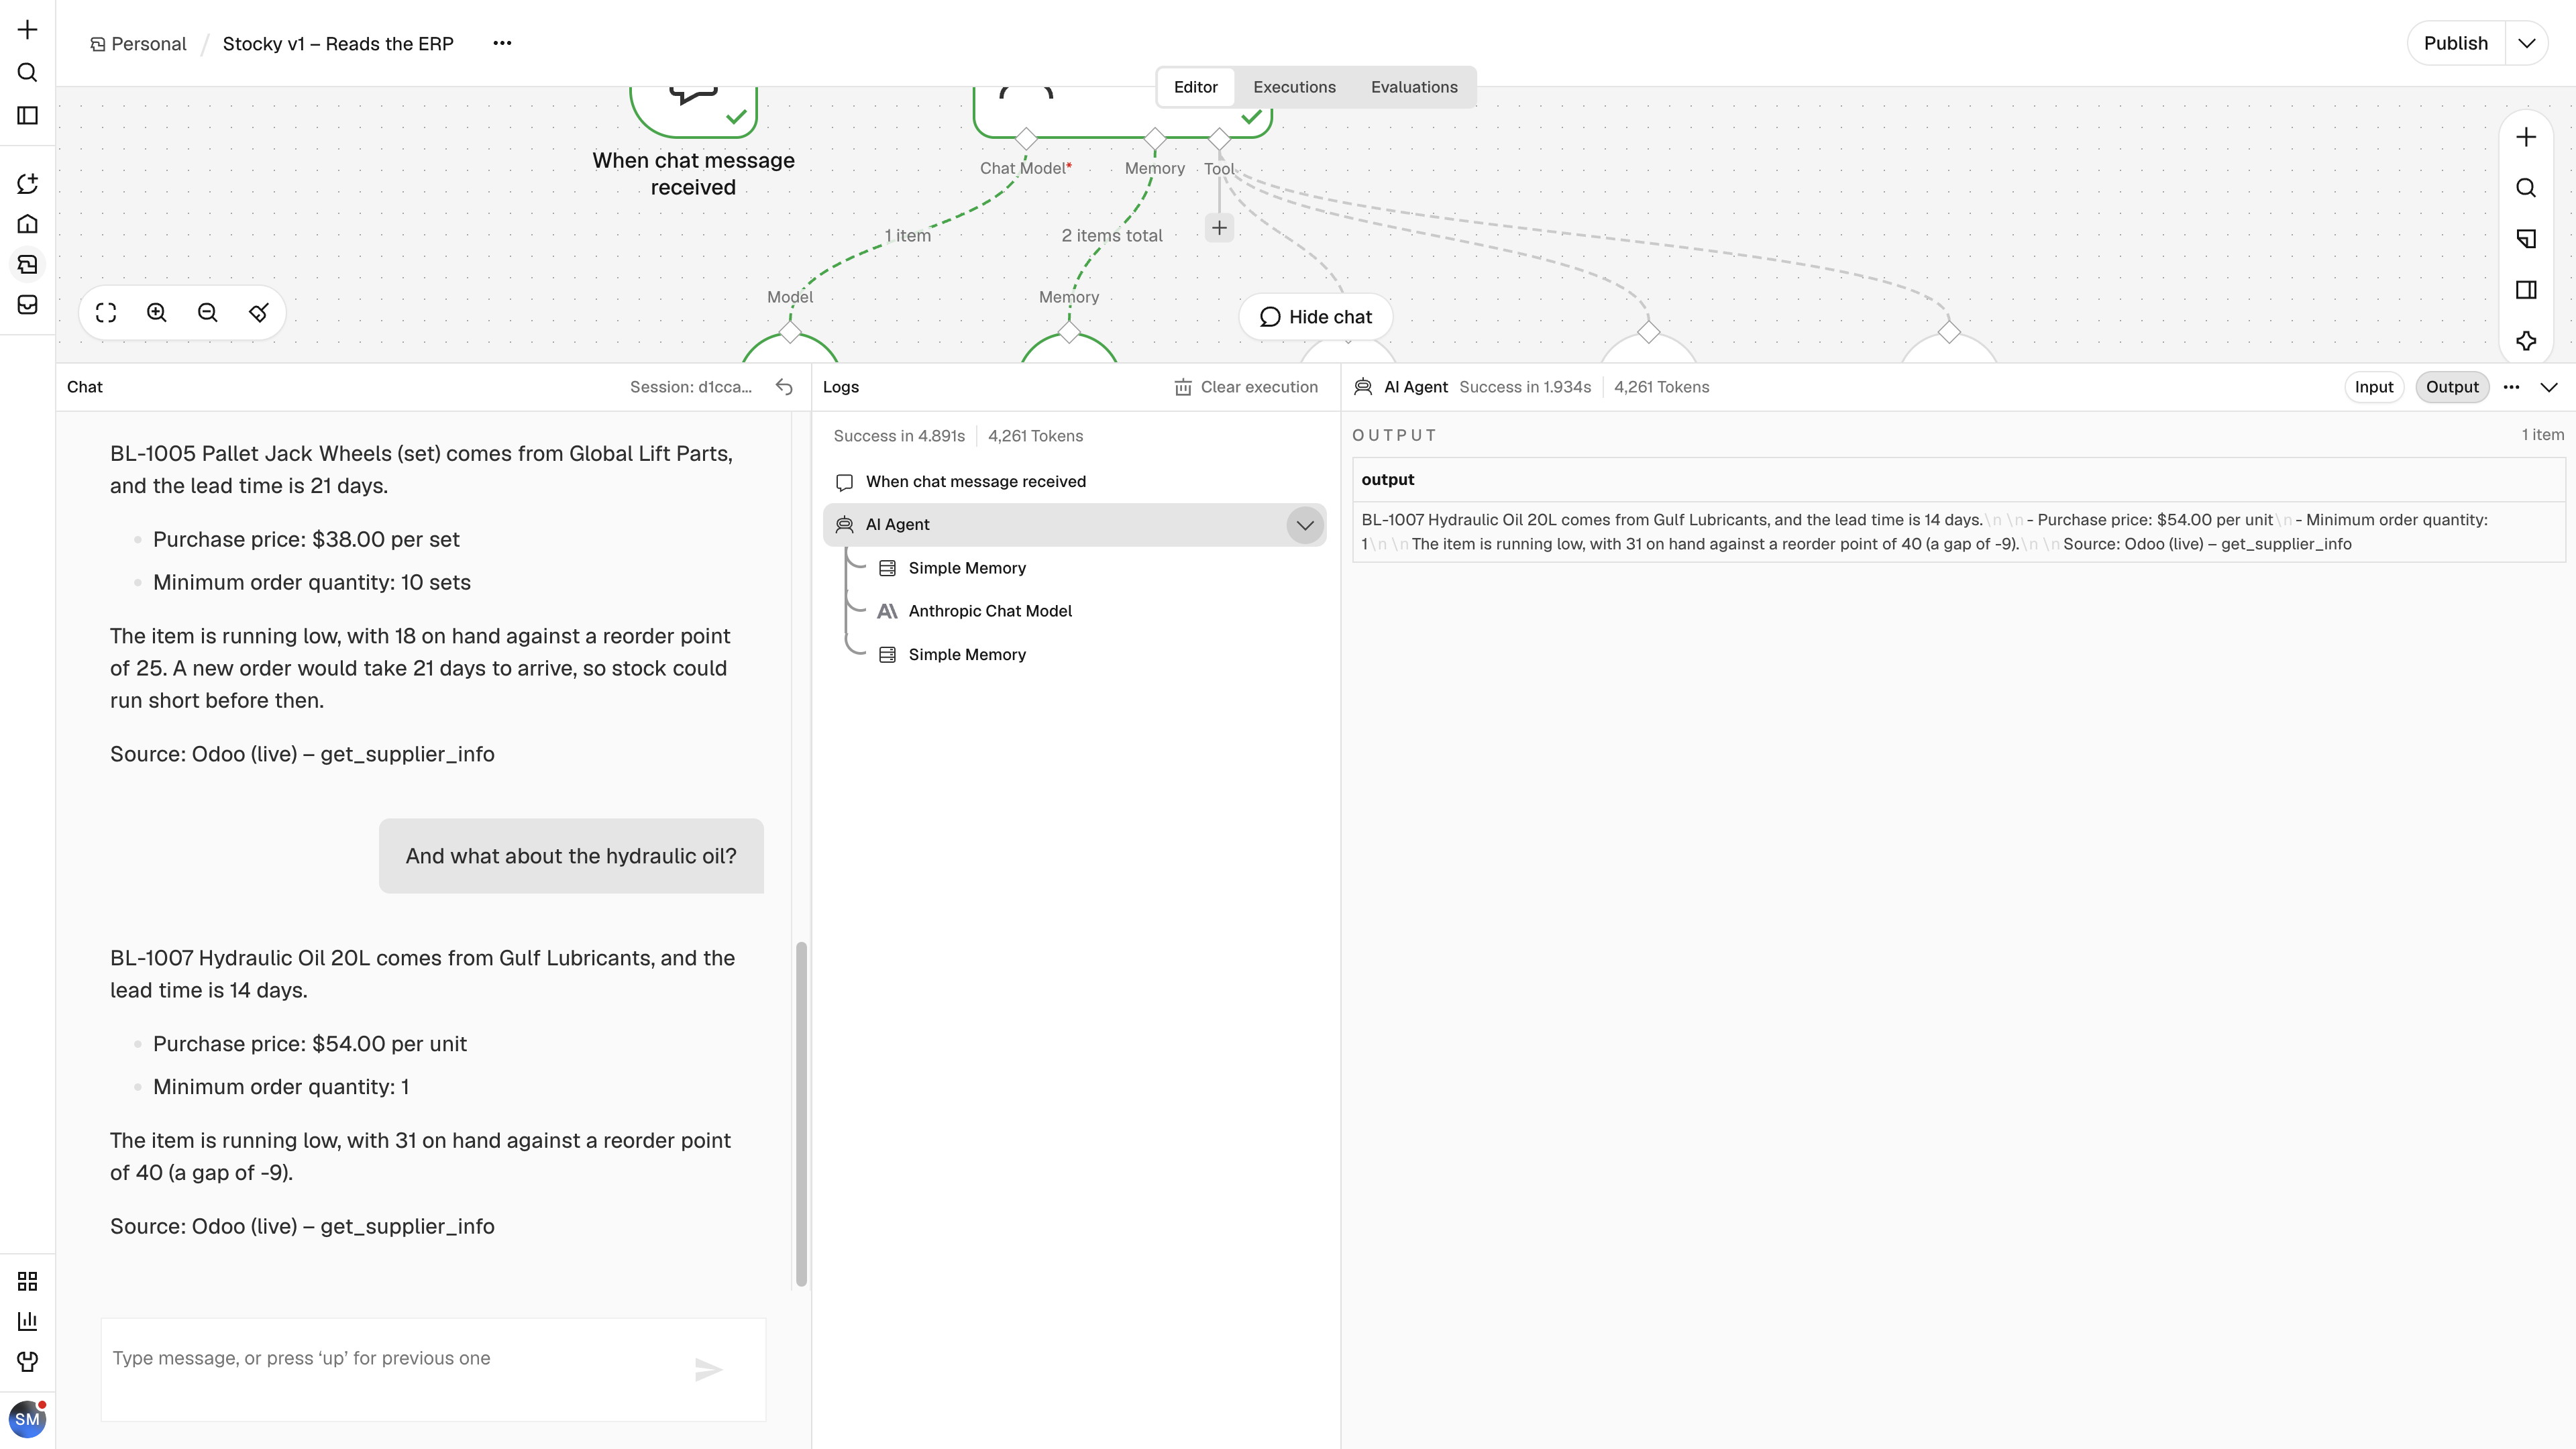 Personal / Stocky v1 – Reads the ERP
Publish
Editor Executions Evaluations
When chat message
received
Chat Model* Memory Tool
1 item 2 items total
Model Memory
Hide chat
Chat Session: d1cca...
BL-1005 Pallet Jack Wheels (set) comes from Global Lift Parts,
and the lead time is 21 days.
Purchase price: $38.00 per set
Minimum order quantity: 10 sets
The item is running low, with 18 on hand against a reorder point
of 25. A new order would take 21 days to arrive, so stock could
run short before then.
Source: Odoo (live) – get_supplier_info
And what about the hydraulic oil?
BL-1007 Hydraulic Oil 20L comes from Gulf Lubricants, and the
lead time is 14 days.
Purchase price: $54.00 per unit
Minimum order quantity: 1
The item is running low, with 31 on hand against a reorder point
of 40 (a gap of -9).
Source: Odoo (live) – get_supplier_info
Type message, or press ‘up’ for previous one
SM
Logs Clear execution
Success in 4.891s 4,261 Tokens
When chat message received
AI Agent
Simple Memory
Anthropic Chat Model
Simple Memory
AI Agent Success in 1.934s 4,261 Tokens Input Output
OUTPUT 1 item
output
BL-1007 Hydraulic Oil 20L comes from Gulf Lubricants, and the lead time is 14 days.\n \n - Purchase price: $54.00 per unit\n - Minimum order quantity:
1\n \n The item is running low, with 31 on hand against a reorder point of 40 (a gap of -9).\n \n Source: Odoo (live) – get_supplier_info